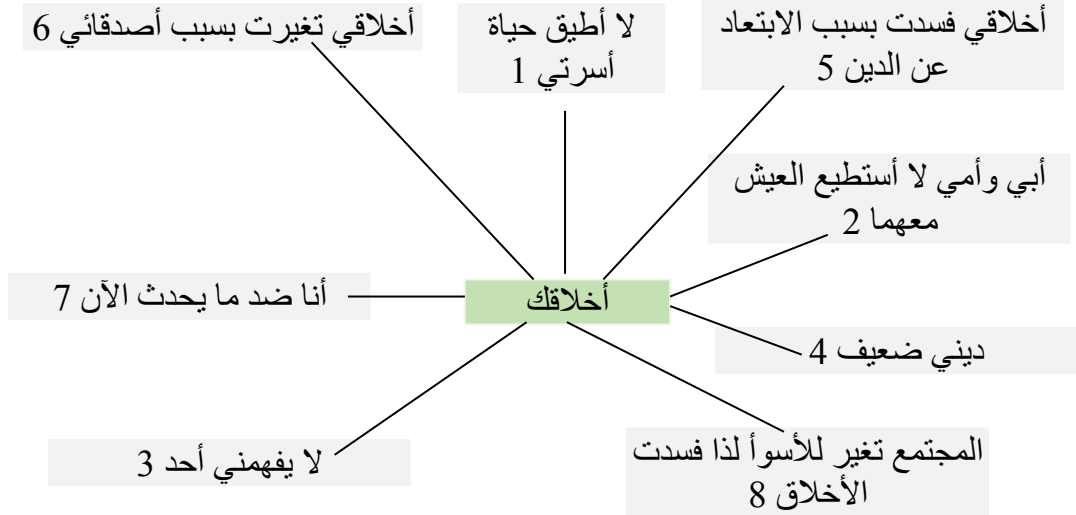 أخلاقي فسدت بسبب الابتعاد
عن الدين 5
لا أطيق حياة
أسرتي 1
أخلاقي تغيرت بسبب أصدقائي 6
أبي وأمي لا أستطيع العيش
معهما 2
أخلاقك
أنا ضد ما يحدث الآن 7
ديني ضعيف 4
المجتمع تغير للأسوأ لذا فسدت
الأخلاق 8
لا يفهمني أحد 3